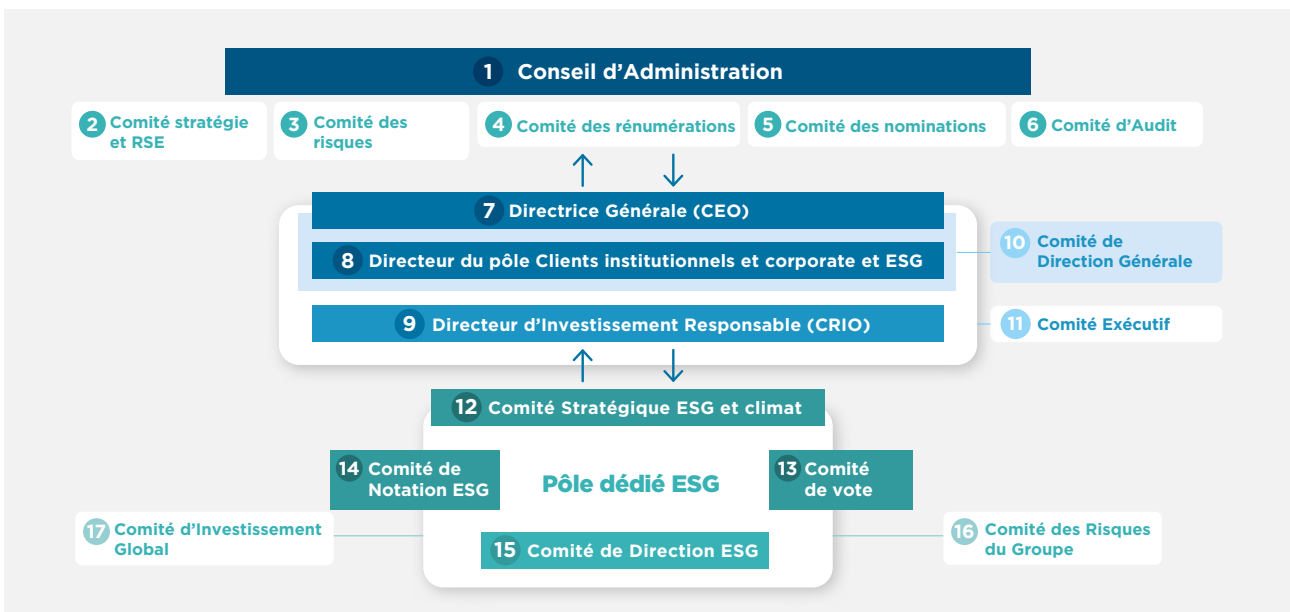 1 Conseil d'Administration
2 Comité stratégie
et RSE
3 Comité des
risques
4 Comité des rénumérations
5 Comité des nominations
6 Comité d'Audit
7 Directrice Générale (CEO)
8 Directeur du pôle Clients institutionnels et corporate et ESG
10 Comité de
Direction Générale
9 Directeur d'Investissement Responsable (CRIO)
11 Comité Exécutif
12 Comité Stratégique ESG et climat
14 Comité de
Notation ESG
Pôle dédié ESG
13 Comité
de vote
17 Comité d'Investissement
Global
15 Comité de Direction ESG
16 Comité des Risques
du Groupe